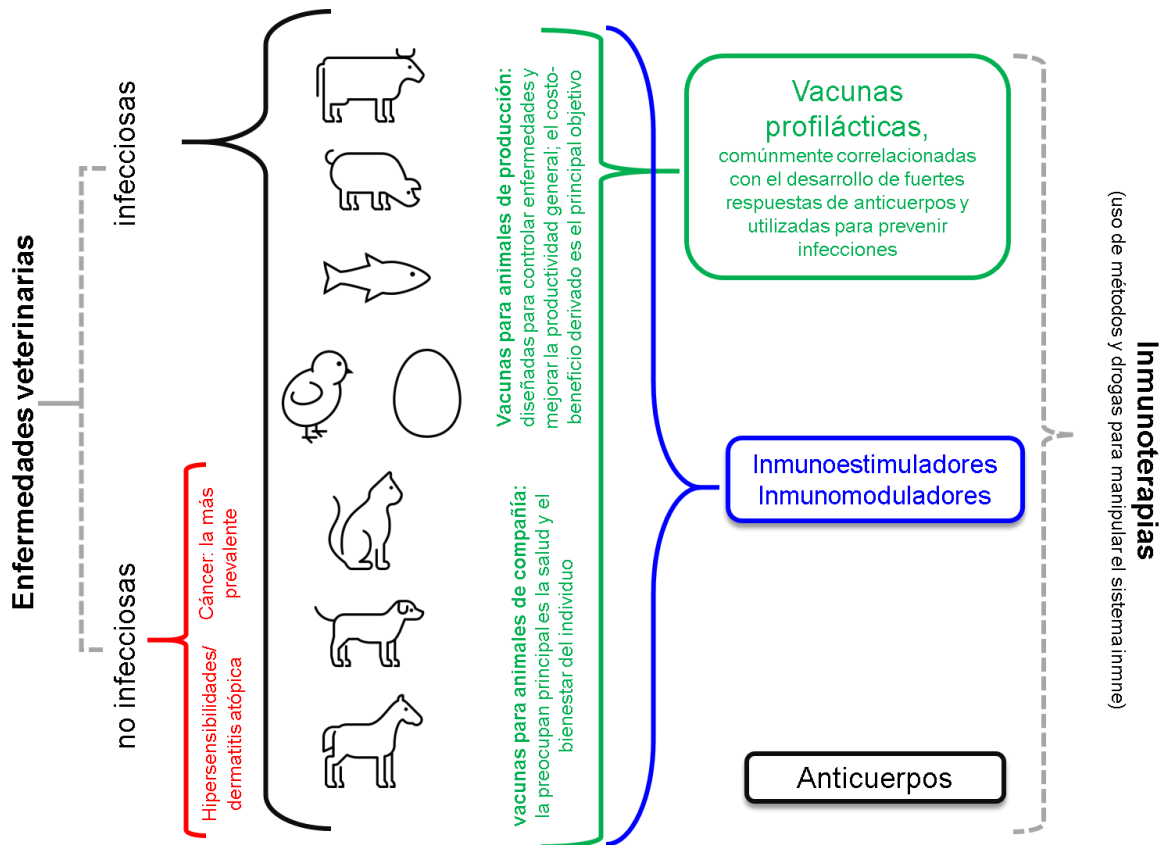 Enfermedades veterinarias
infecciosas
no infecciosas
Cáncer: la más
prevalente
Hipersensibilidades/
dermatitis atópica
Vacunas para animales de producción:
diseñadas para controlar enfermedades y
mejorar la productividad general; el costo-
beneficio derivado es el principal objetivo
vacunas para animales de compañía:
la preocupan principal es la salud y el
bienestar del individuo
Vacunas
profilácticas,
comúnmente correlacionadas
con el desarrollo de fuertes
respuestas de anticuerpos y
utilizadas para prevenir
infecciones
Inmunoestimuladores
Inmunomoduladores
Anticuerpos
Inmunoterapias
(uso de métodos y drogas para manipular el sistema inmne)